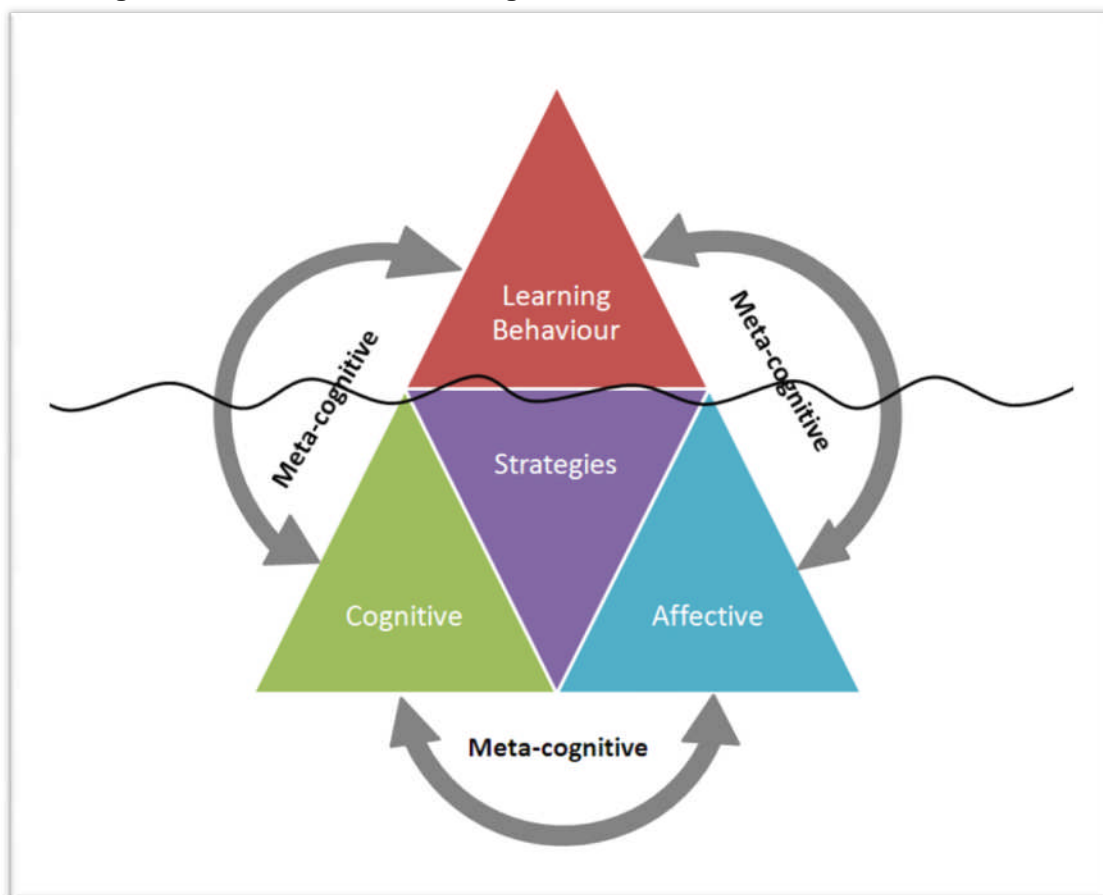 Learning
Behaviour
Meta-cognitive
Meta-cognitive
Strategies
Cognitive
Affective
Meta-cognitive